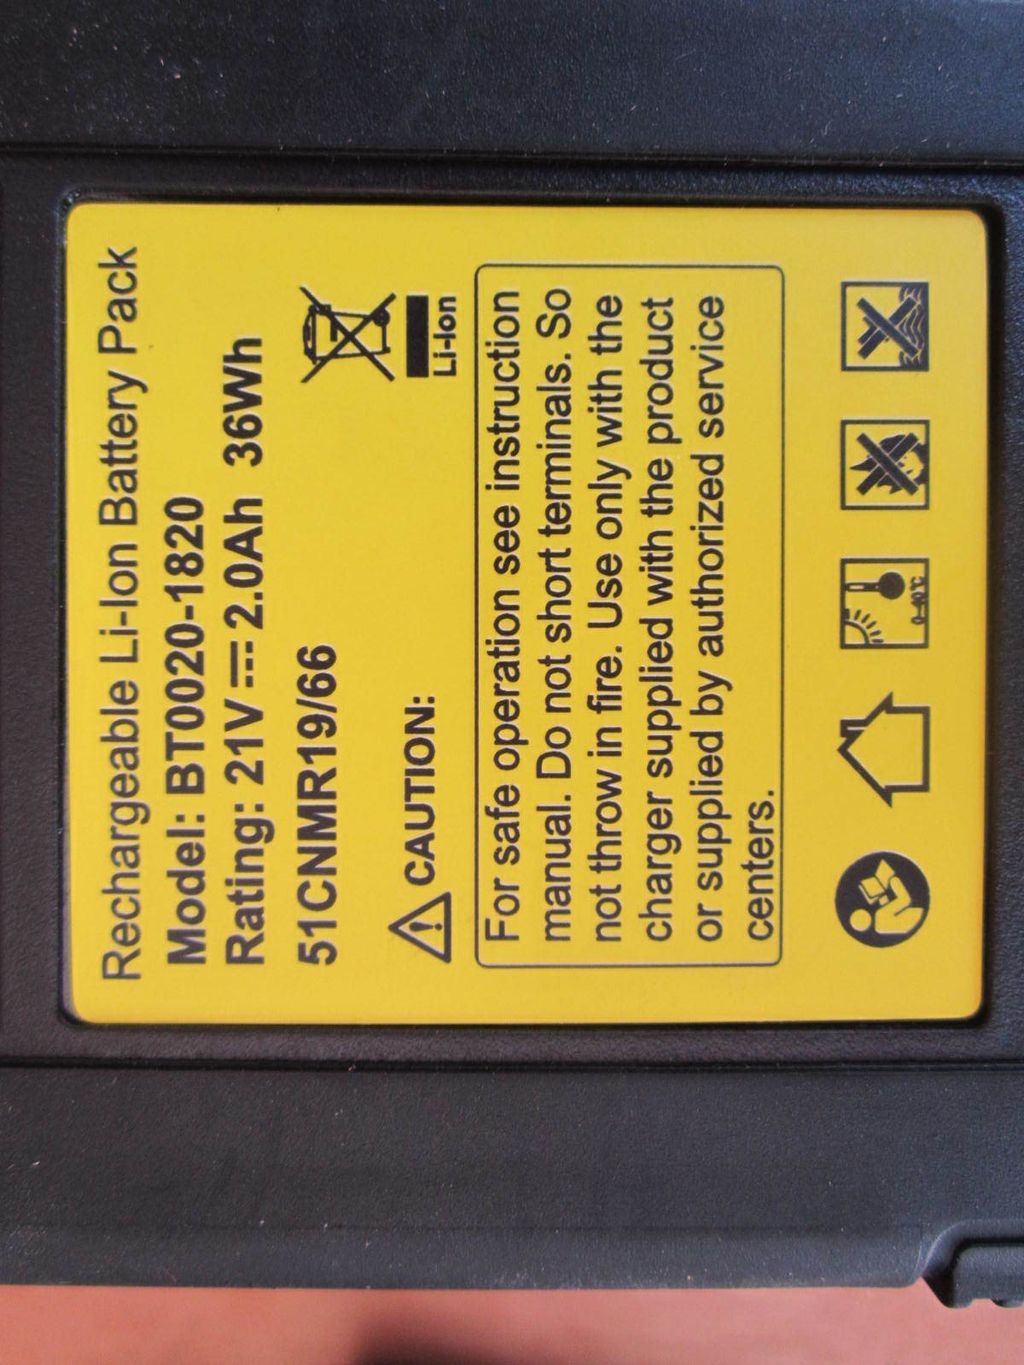 Rechargeable Li-Ion Battery Pack
Model: BT0020-1820
Rating: 21V⎓2.0Ah 36Wh
51CNMR19/66
Li-Ion
CAUTION:
For safe operation see instruction
manual. Do not short terminals. So
not throw in fire. Use only with the
charger supplied with the product
or supplied by authorized service
centers.
0~40℃